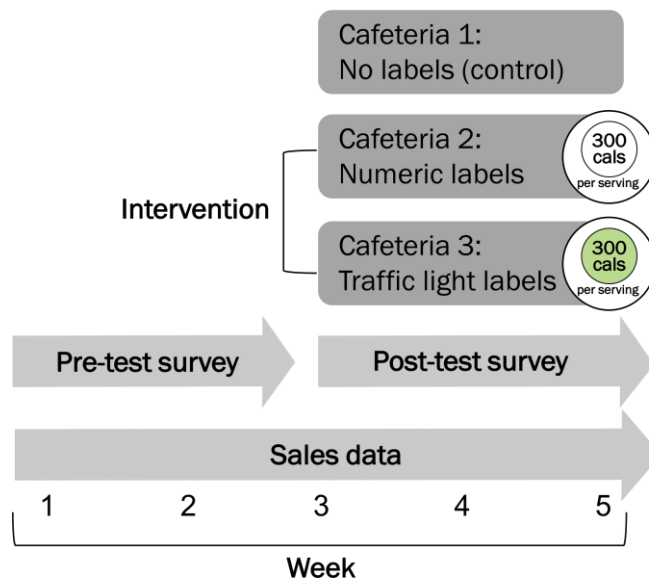 Cafeteria 1:
No labels (control)
Cafeteria 2:
Numeric labels
300
cals
per serving
Intervention
Cafeteria 3:
Traffic light labels
300
cals
per serving
Pre-test survey
Post-test survey
Sales data
1 2 3 4 5
Week